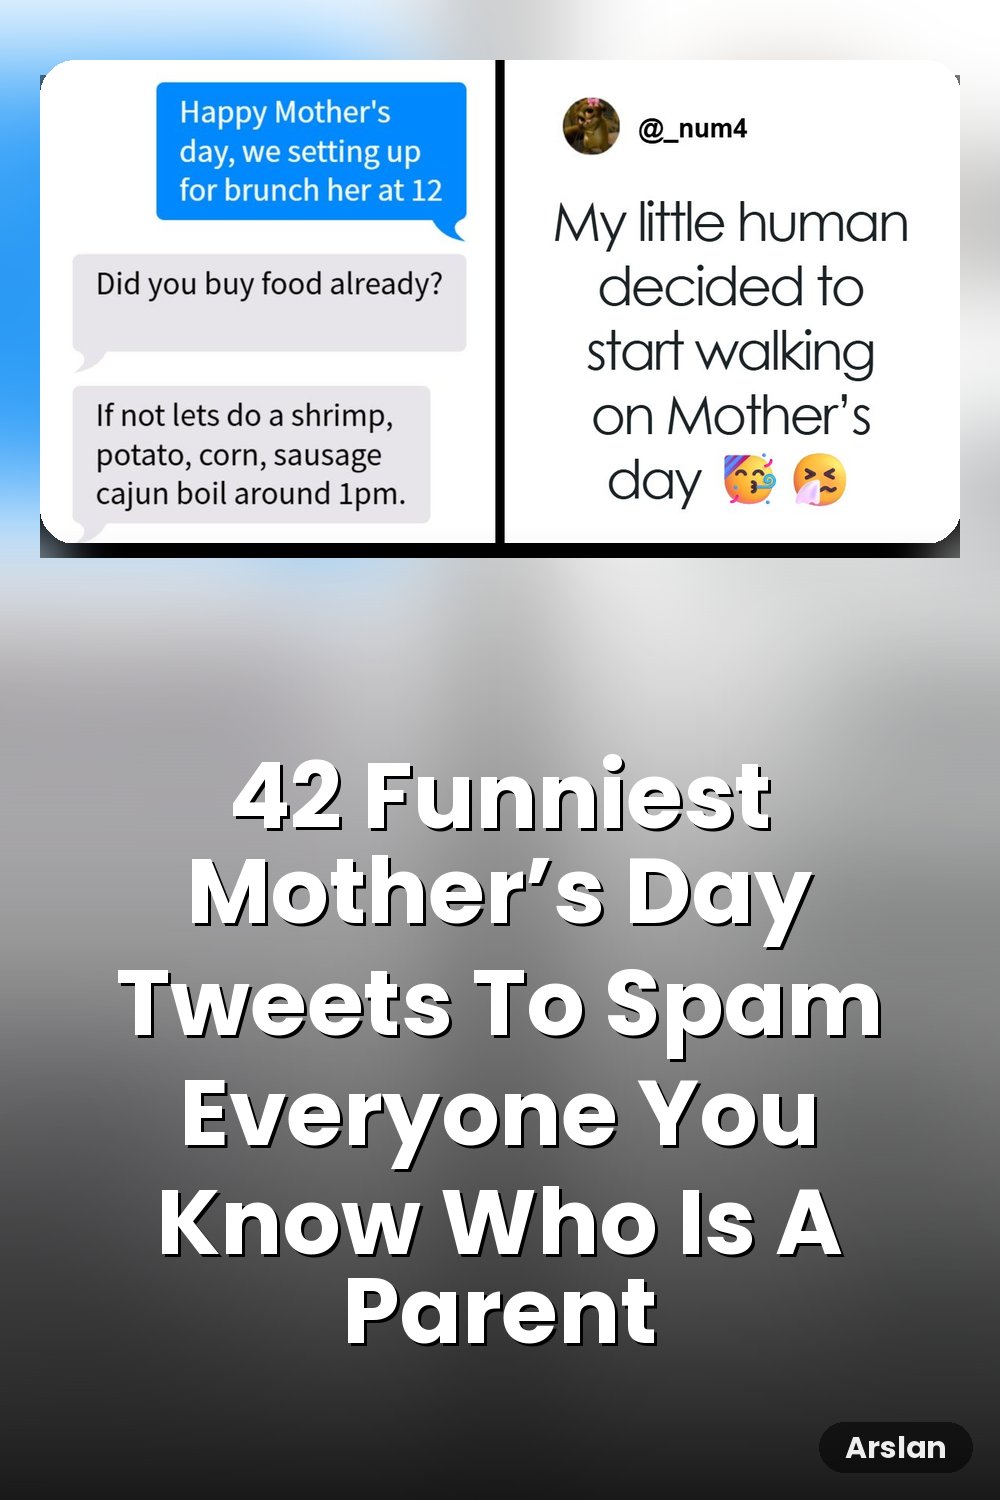 Happy Mother's
day, we setting up
for brunch her at 12
Did you buy food already?
If not lets do a shrimp,
potato, corn, sausage
cajun boil around 1pm.
@_num4
My little human
decided to
start walking
on Mother’s
day 🥳 🤧
42 Funniest
Mother’s Day
Tweets To Spam
Everyone You
Know Who Is A
Parent
Arslan